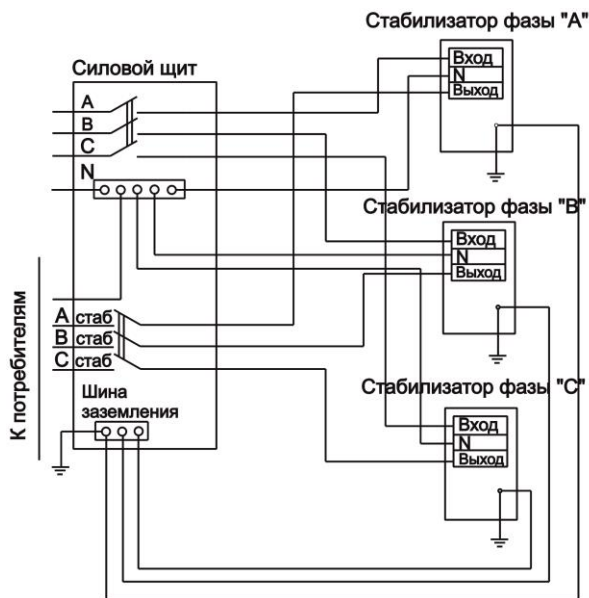 Стабилизатор фазы "А"
Вход
N
Выход
Силовой щит
A
B
C
N
Стабилизатор фазы "В"
Вход
N
Выход
К потребителям
А стаб
В стаб
С стаб
Шина
заземления
Стабилизатор фазы "С"
Вход
N
Выход